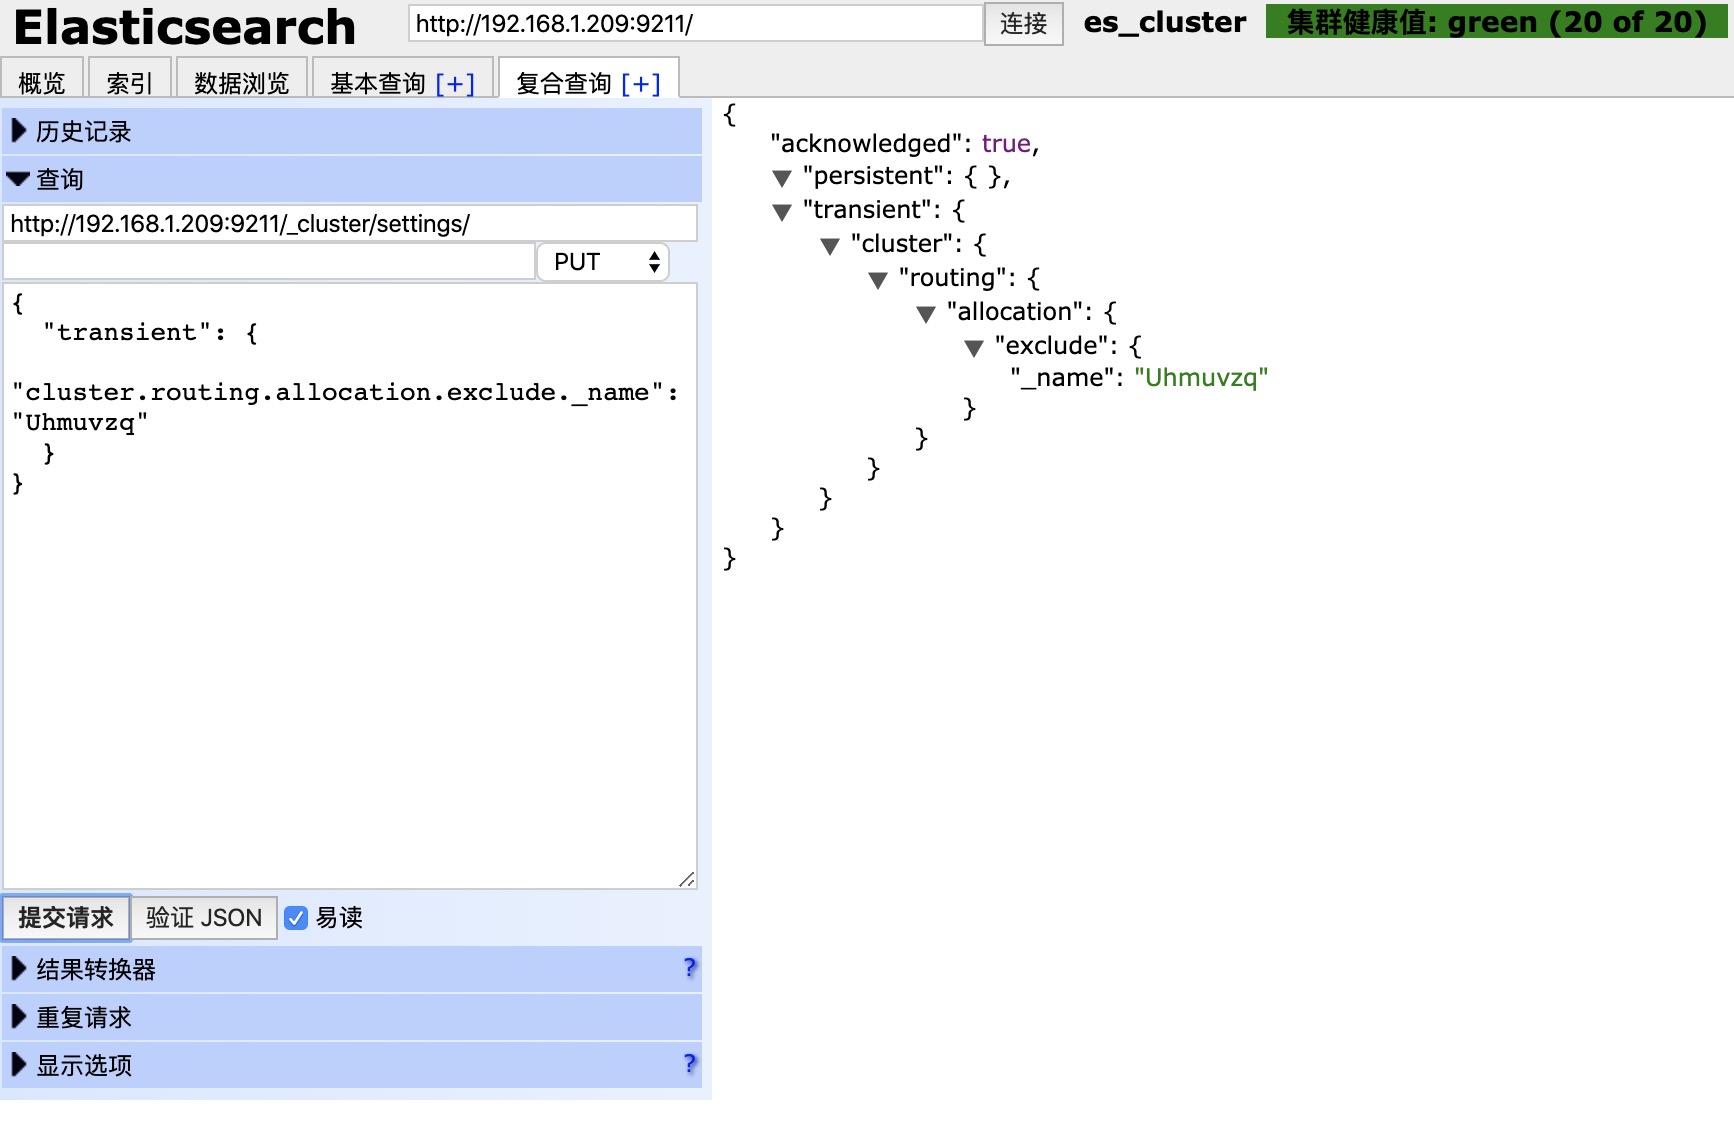 Elasticsearch
http://192.168.1.209:9211/
连接
es_cluster
集群健康值: green (20 of 20)
概览
索引
数据浏览
基本查询 [+]
复合查询 [+]
历史记录
查询
http://192.168.1.209:9211/_cluster/settings/
PUT
{
"transient": {
"cluster.routing.allocation.exclude._name":
"Uhmuvzq"
}
}
提交请求
验证 JSON
易读
结果转换器 ?
重复请求
显示选项 ?
{
"acknowledged": true,
"persistent": { },
"transient": {
"cluster": {
"routing": {
"allocation": {
"exclude": {
"_name": "Uhmuvzq"
}
}
}
}
}
}